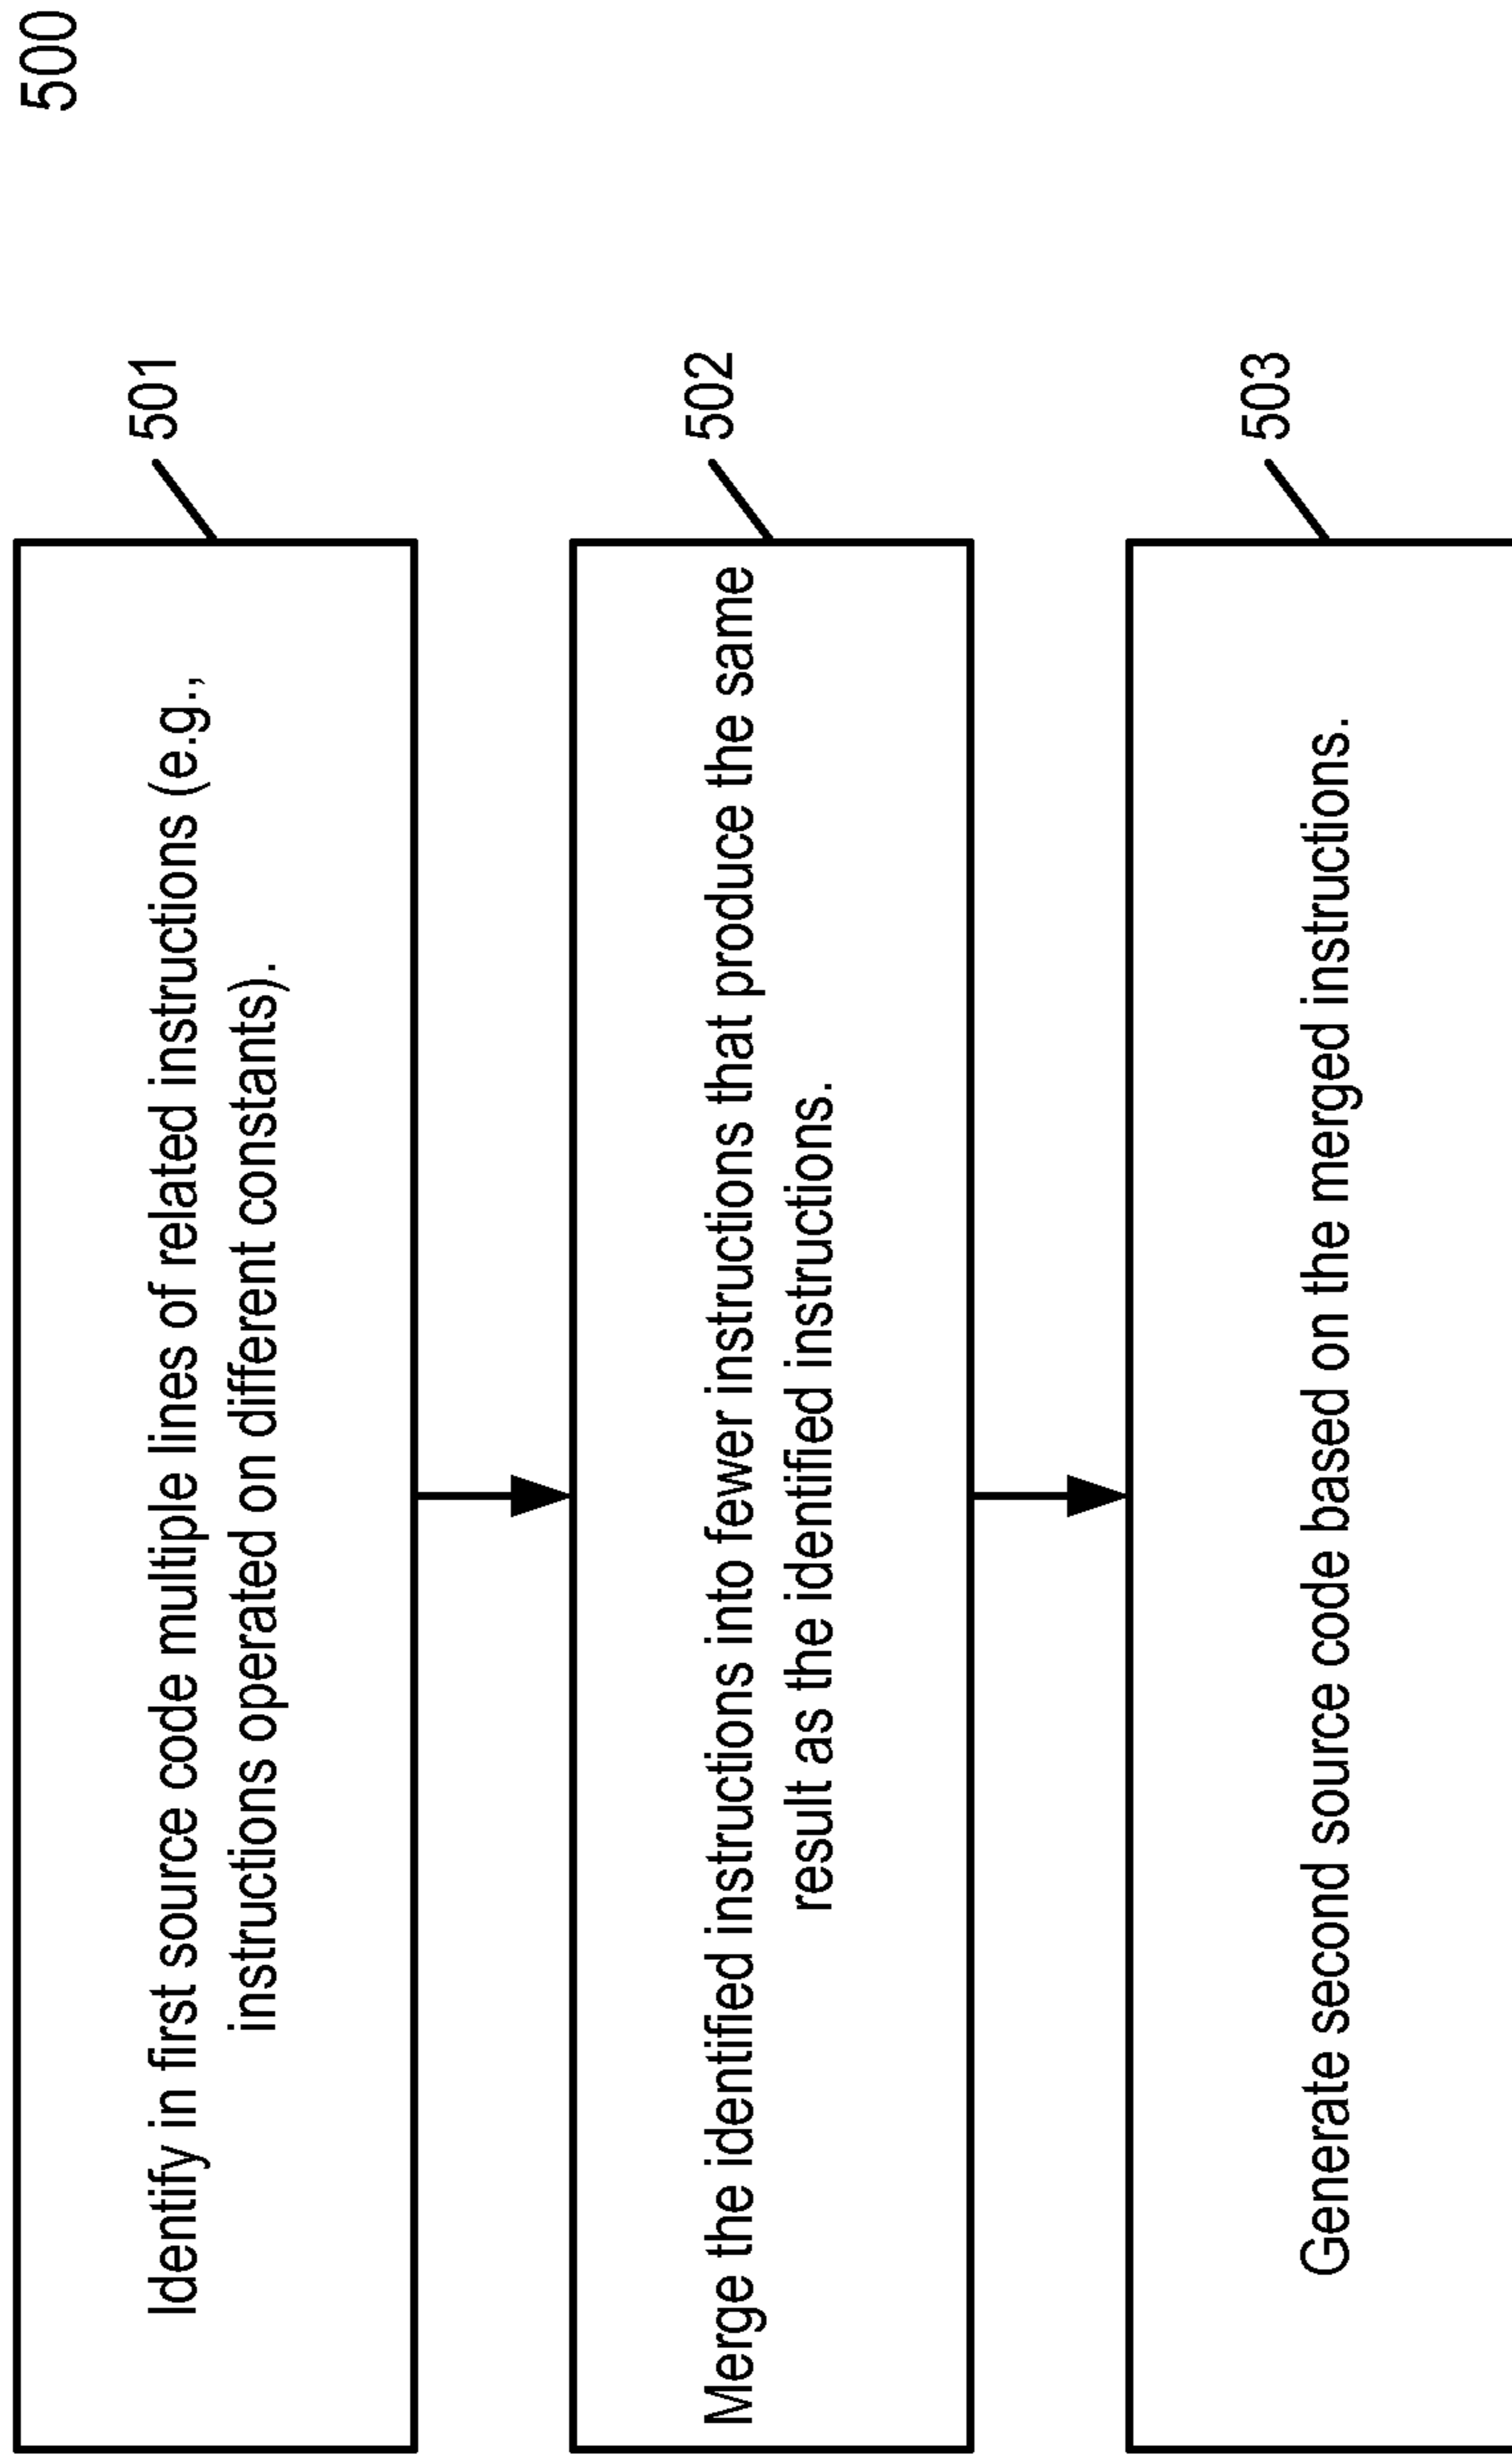 500
501
Identify in first source code multiple lines of related instructions (e.g.,
instructions operated on different constants).
502
Merge the identified instructions into fewer instructions that produce the same
result as the identified instructions.
503
Generate second source code based on the merged instructions.